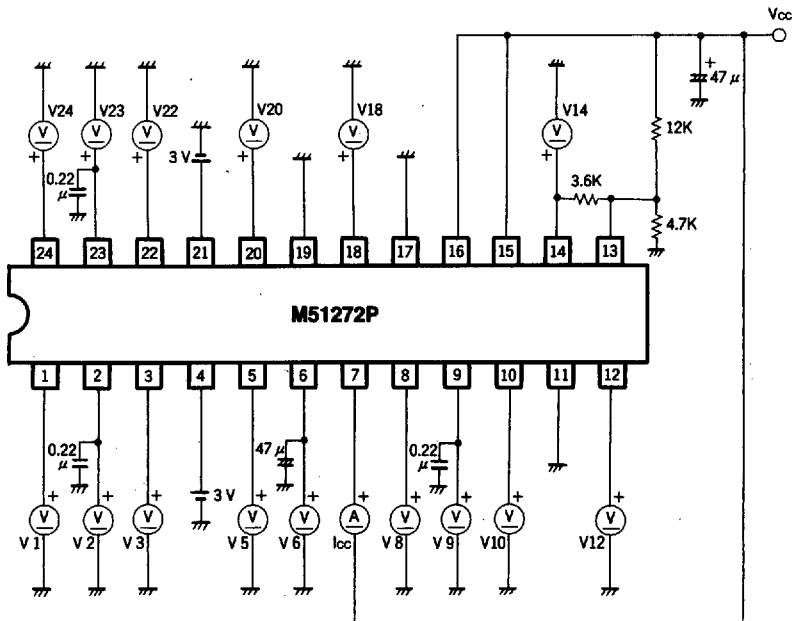 Vcc
+
47 μ
V24
V23
V22
V20
V18
V14
V
V
V
V
V
V
+
+
+
+
+
+
3 V
12K
0.22
μ
3.6K
4.7K
24
23
22
21
20
19
18
17
16
15
14
13
M51272P
1
2
3
4
5
6
7
8
9
10
11
12
0.22
μ
47 μ
0.22
μ
3 V
+
+
+
+
+
+
+
+
+
+
V
V
V
V
V
A
V
V
V
V
V 1
V 2
V 3
V 5
V 6
Icc
V 8
V 9
V10
V12